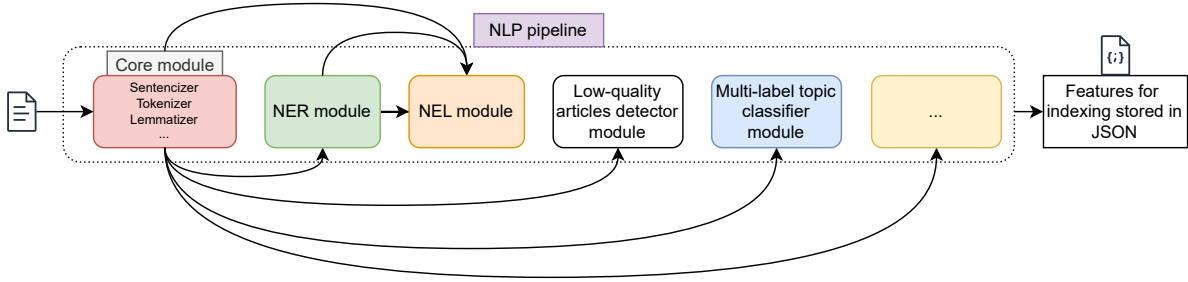 NLP pipeline
Core module
Sentencizer
Tokenizer
Lemmatizer
...
NER module
NEL module
Low-quality
articles detector
module
Multi-label topic
classifier
module
...
{;}
Features for
indexing stored in
JSON